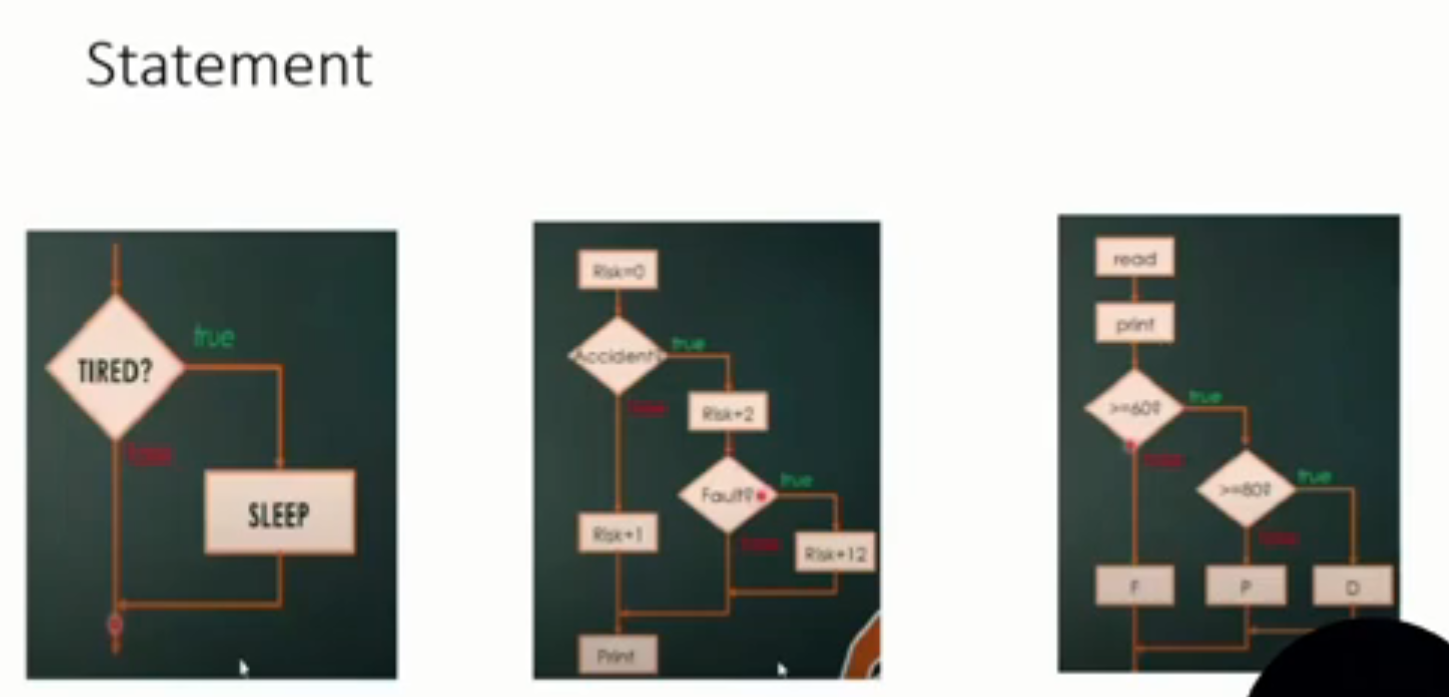 Statement
true
TIRED?
false
SLEEP
Risk=0
Accident?
true
false
Risk+2
Fault?
true
false
Risk+1
Risk+12
Print
read
print
>=60?
true
false
>=80?
true
false
F
P
D